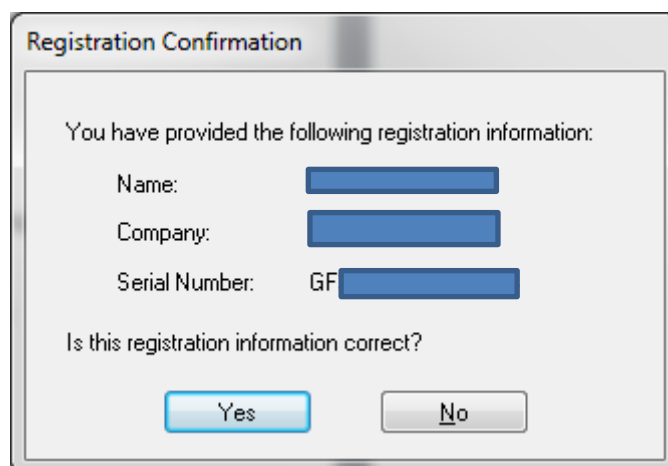 Registration Confirmation
You have provided the following registration information:
Name:
Company:
Serial Number: GF
Is this registration information correct?
Yes No